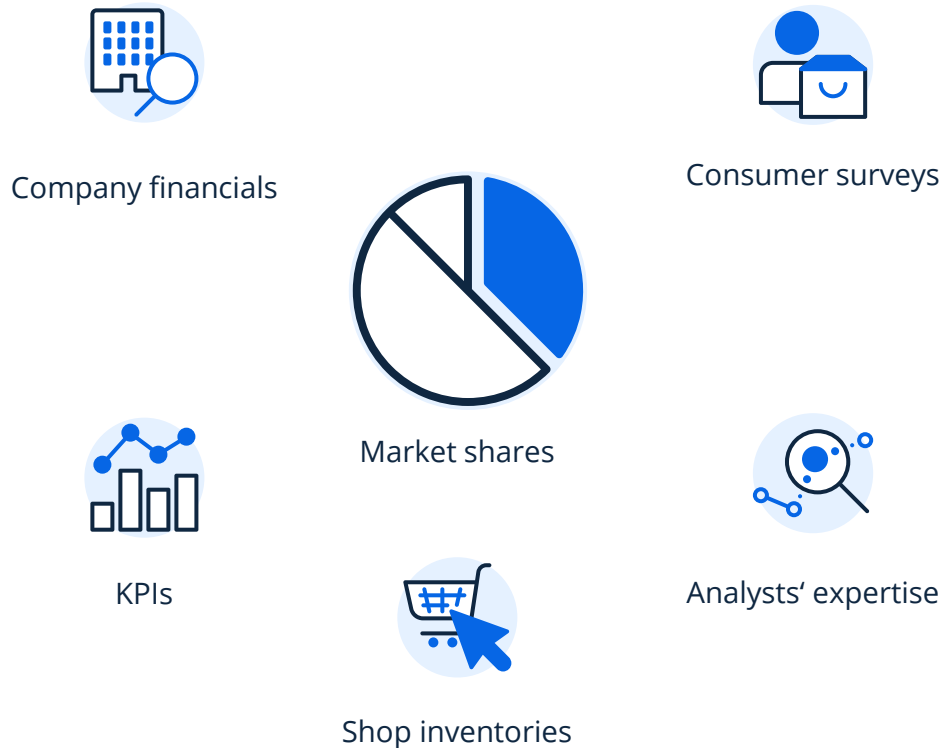 Company financials
Consumer surveys
Market shares
KPIs
Analysts‘ expertise
Shop inventories